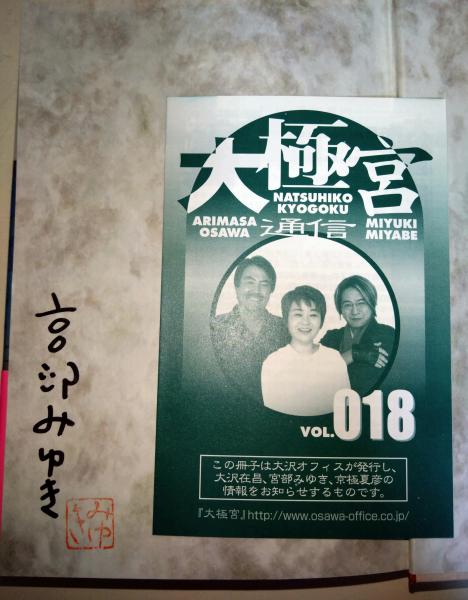 大極宮
NATSUHIKO
KYOGOKU
ARIMASA
OSAWA
通信
MIYUKI
MIYABE
VOL.018
この冊子は大沢オフィスが発行し、
大沢在昌、宮部みゆき、京極夏彦の
情報をお知らせするものです。
『大極宮』http://www.osawa-office.co.jp/
宮部みゆき
みゆき